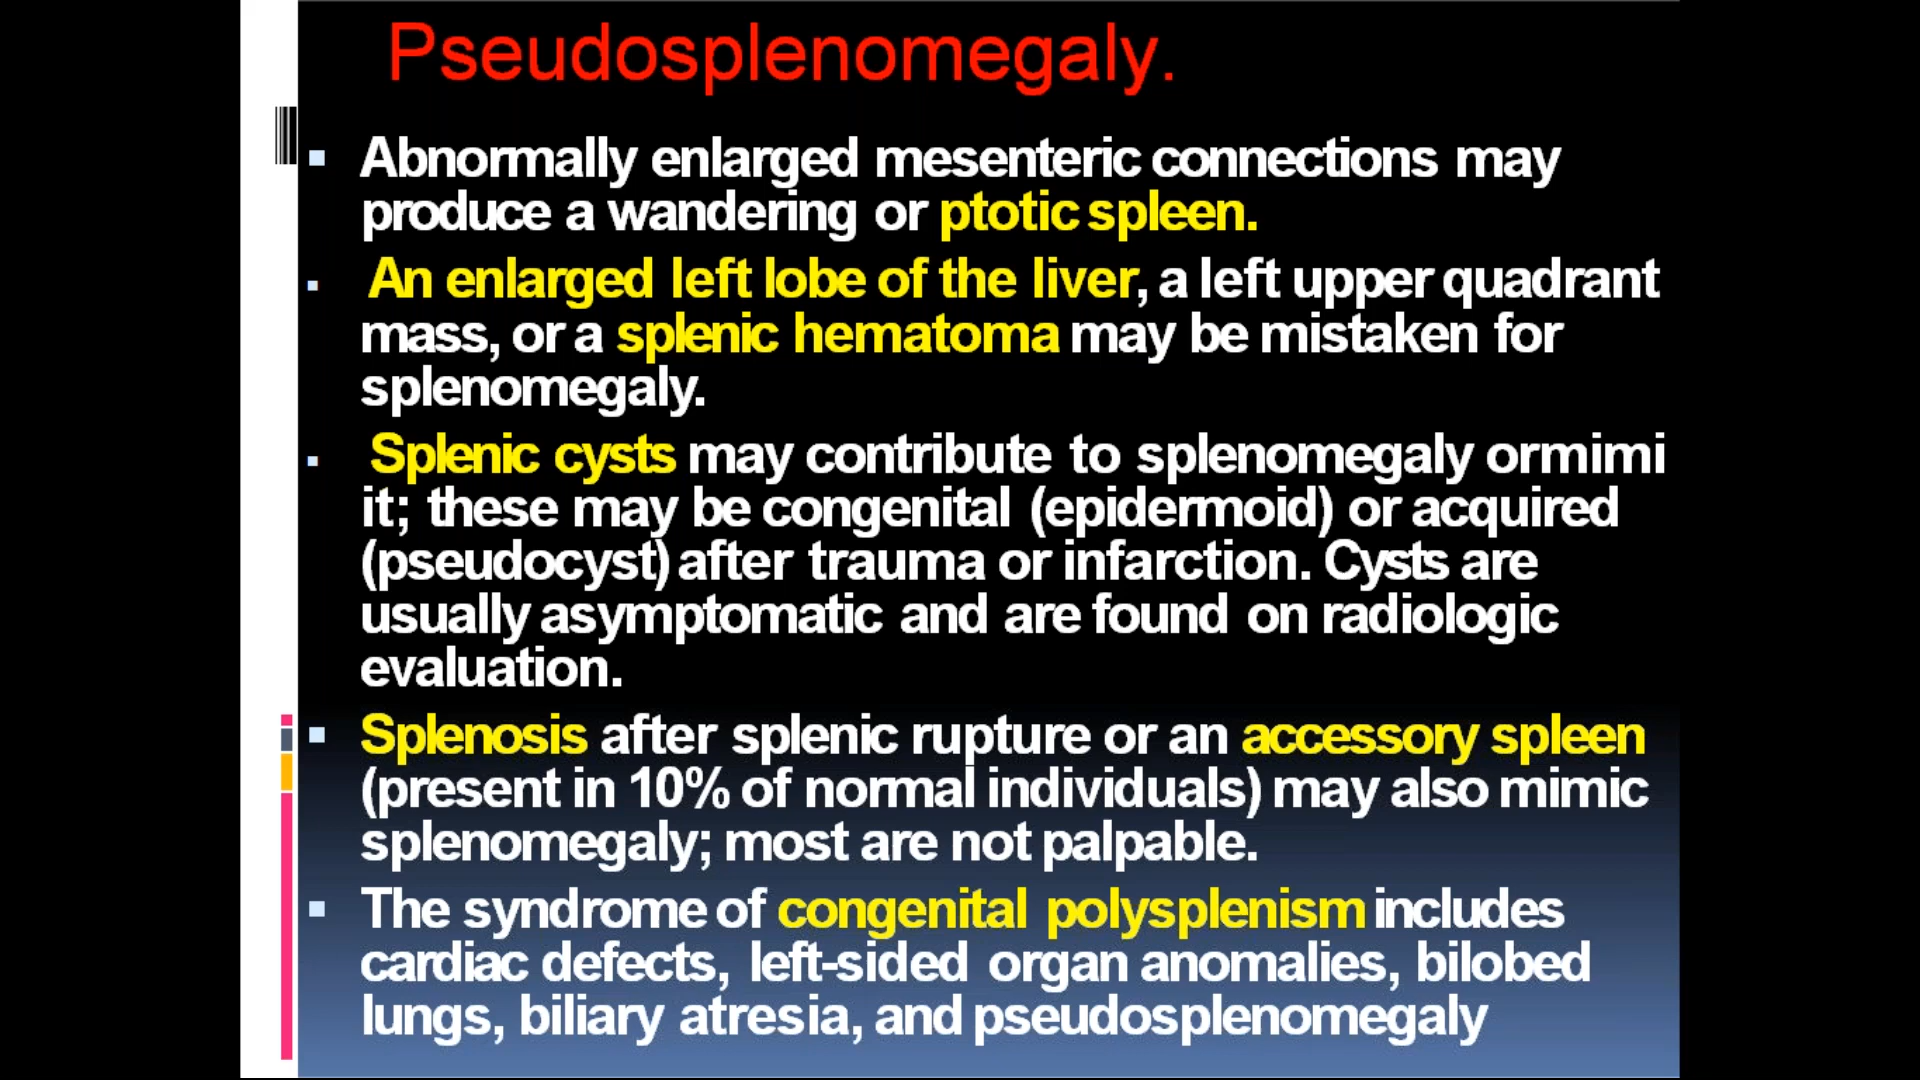 Pseudosplenomegaly.
Abnormally enlarged mesenteric connections may
produce a wandering or ptotic spleen.
An enlarged left lobe of the liver, a left upper quadrant
mass, or a splenic hematoma may be mistaken for
splenomegaly.
Splenic cysts may contribute to splenomegaly ormimi
it; these may be congenital (epidermoid) or acquired
(pseudocyst) after trauma or infarction. Cysts are
usually asymptomatic and are found on radiologic
evaluation.
Splenosis after splenic rupture or an accessory spleen
(present in 10% of normal individuals) may also mimic
splenomegaly; most are not palpable.
The syndrome of congenital polysplenism includes
cardiac defects, left-sided organ anomalies, bilobed
lungs, biliary atresia, and pseudosplenomegaly